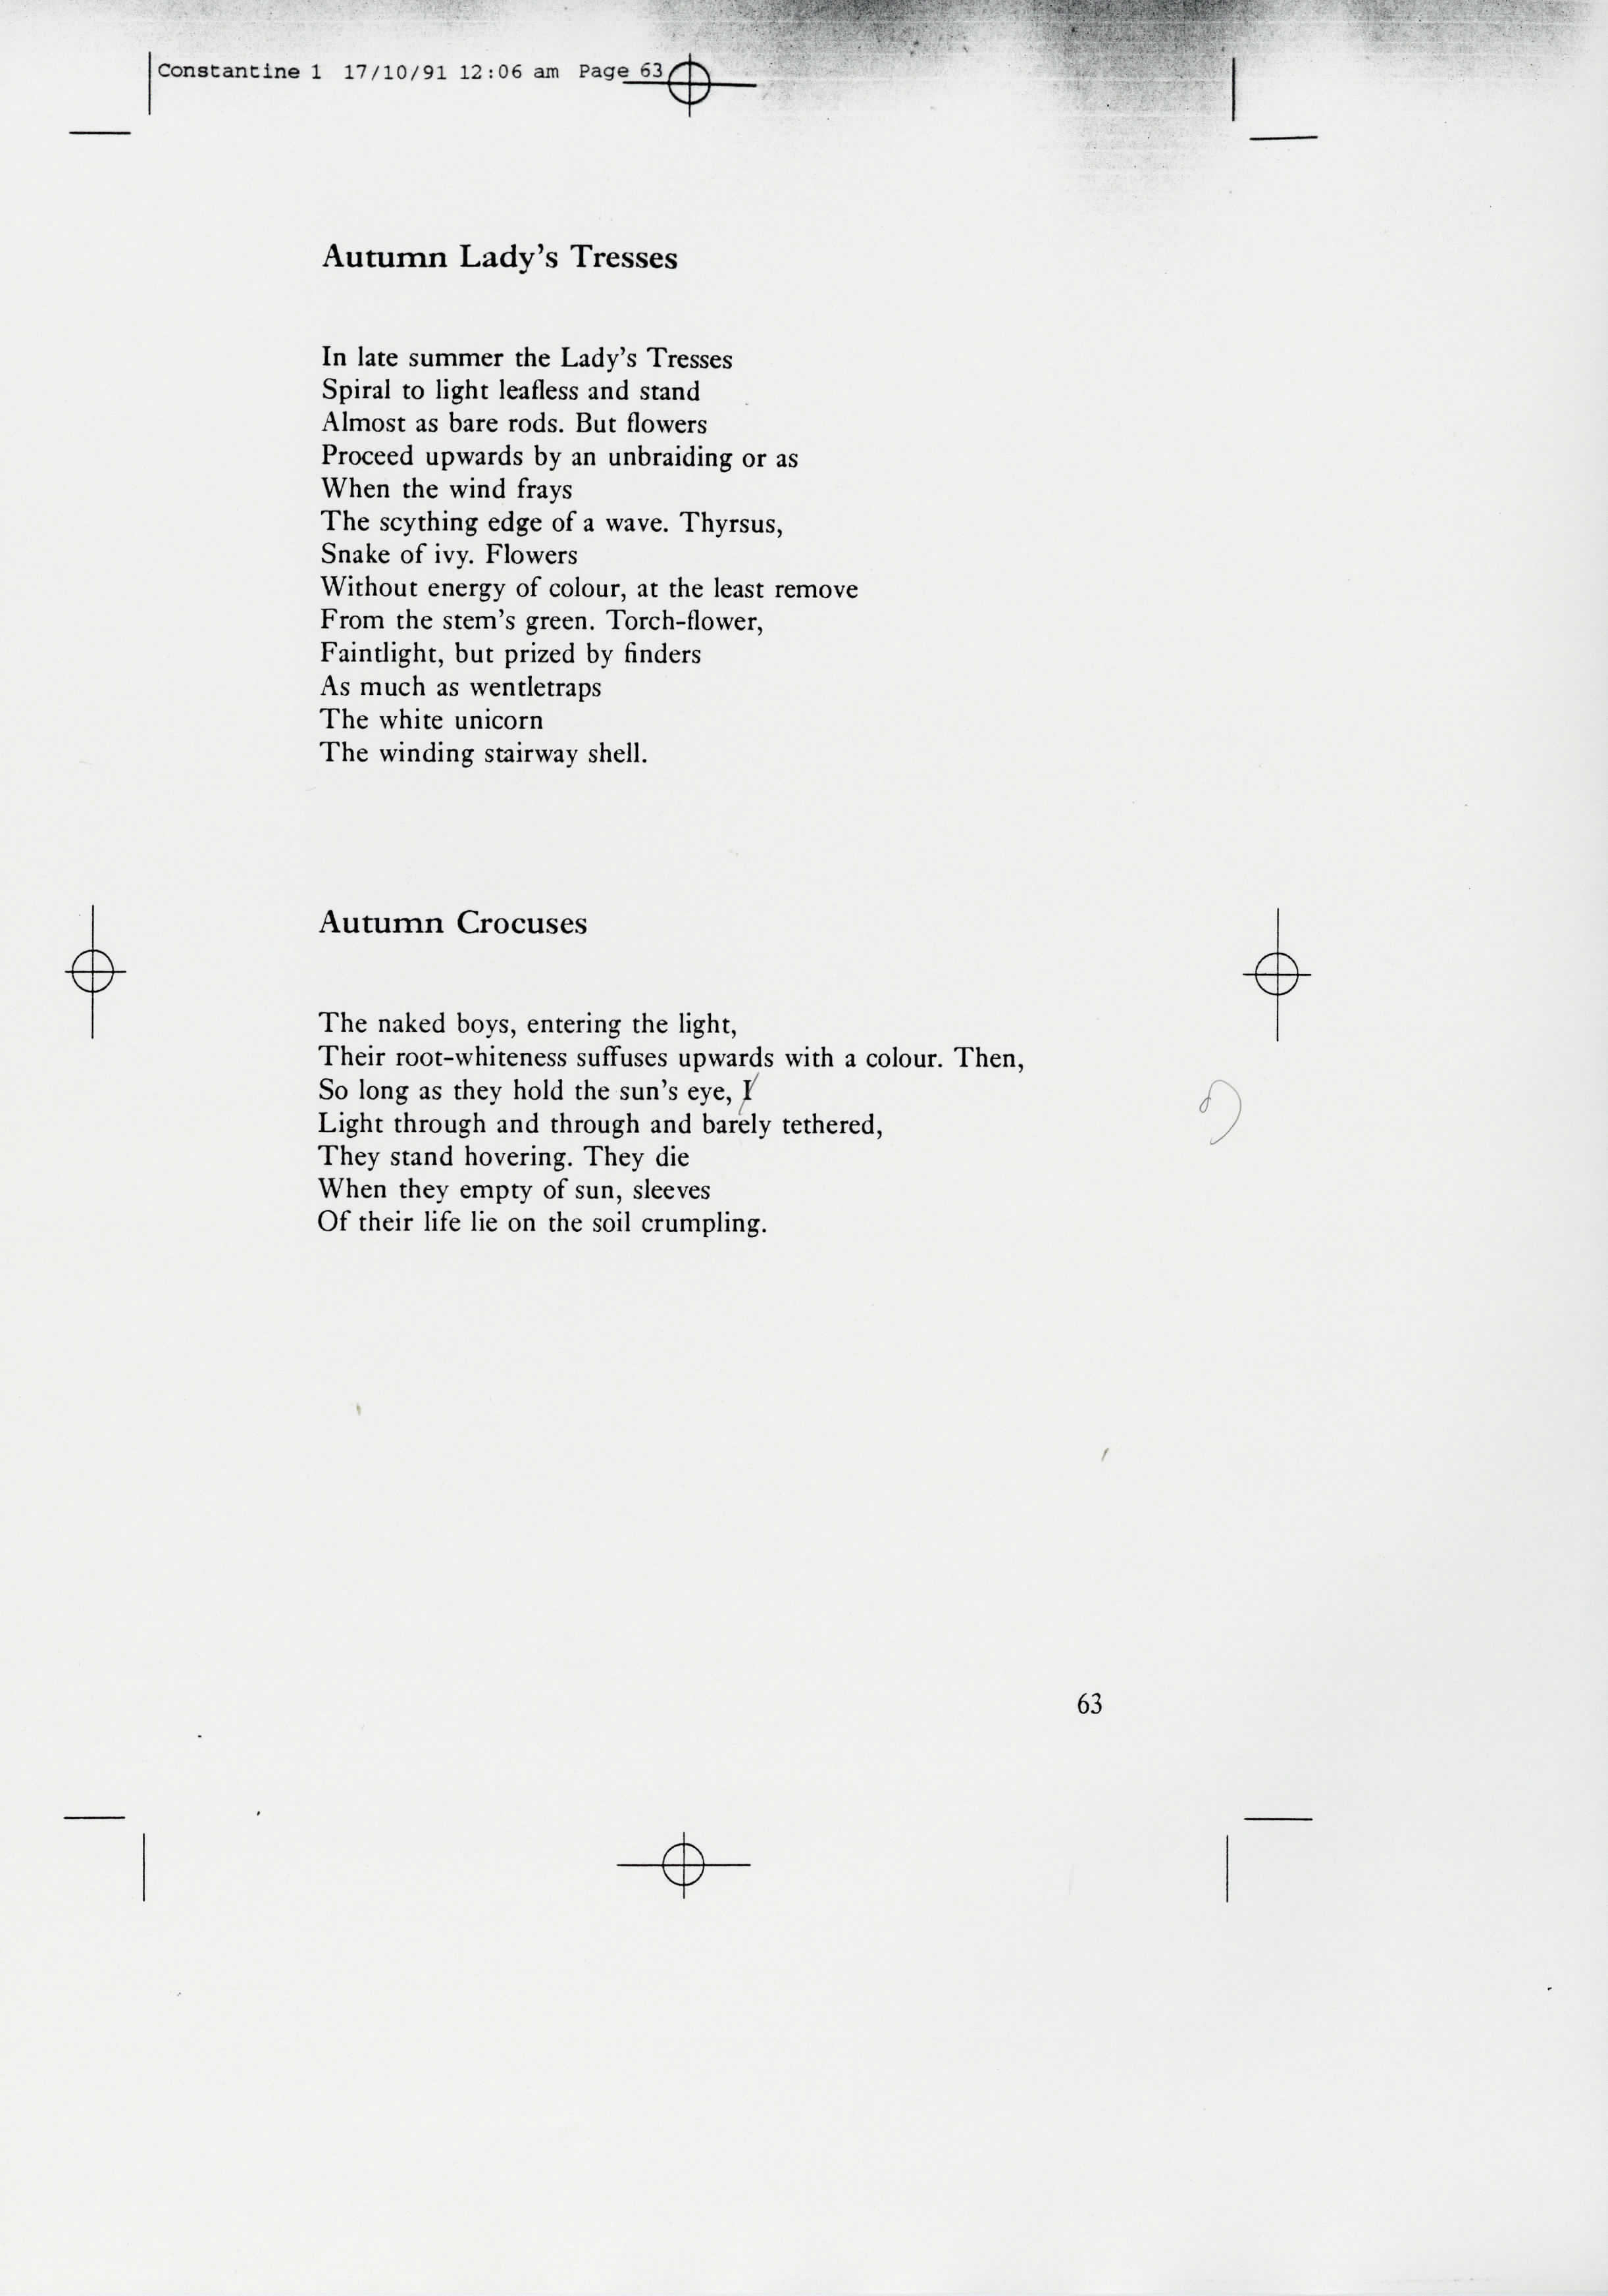 Constantine 1 17/10/91 12:06 am Page 63
Autumn Lady's Tresses
In late summer the Lady's Tresses
Spiral to light leafless and stand
Almost as bare rods. But flowers
Proceed upwards by an unbraiding or as
When the wind frays
The scything edge of a wave. Thyrsus,
Snake of ivy. Flowers
Without energy of colour, at the least remove
From the stem's green. Torch-flower,
Faintlight, but prized by finders
As much as wentletraps
The white unicorn
The winding stairway shell.
Autumn Crocuses
The naked boys, entering the light,
Their root-whiteness suffuses upwards with a colour. Then,
So long as they hold the sun's eye, I
Light through and through and barely tethered,
They stand hovering. They die
When they empty of sun, sleeves
Of their life lie on the soil crumpling.
63